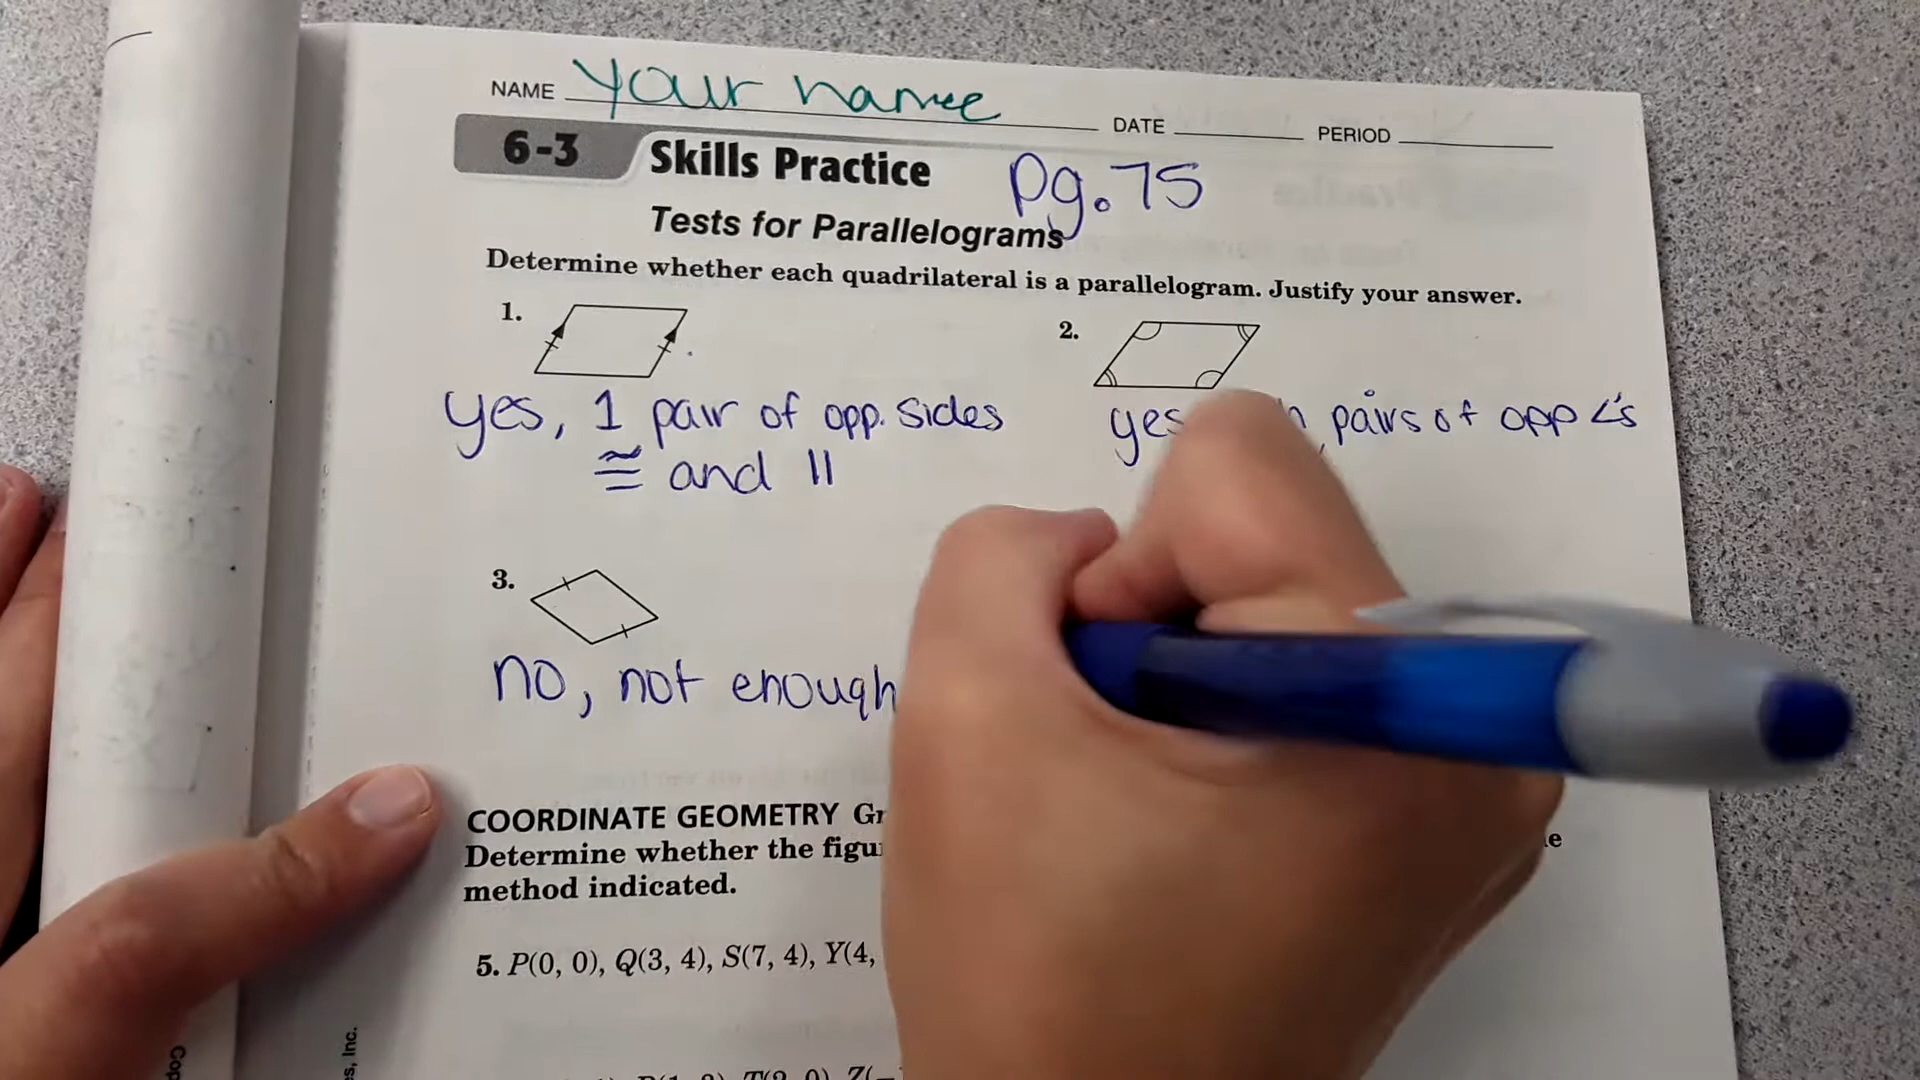 NAME Your name DATE PERIOD
6-3 Skills Practice pg. 75
Tests for Parallelograms
Determine whether each quadrilateral is a parallelogram. Justify your answer.
1.
2.
yes, 1 pair of opp. sides
≅ and ||
yes pairs of opp <'s
3.
no, not enough
COORDINATE GEOMETRY
Determine whether the
method indicated.
5. P(0, 0), Q(3, 4), S(7, 4), Y(4,
s, Inc.